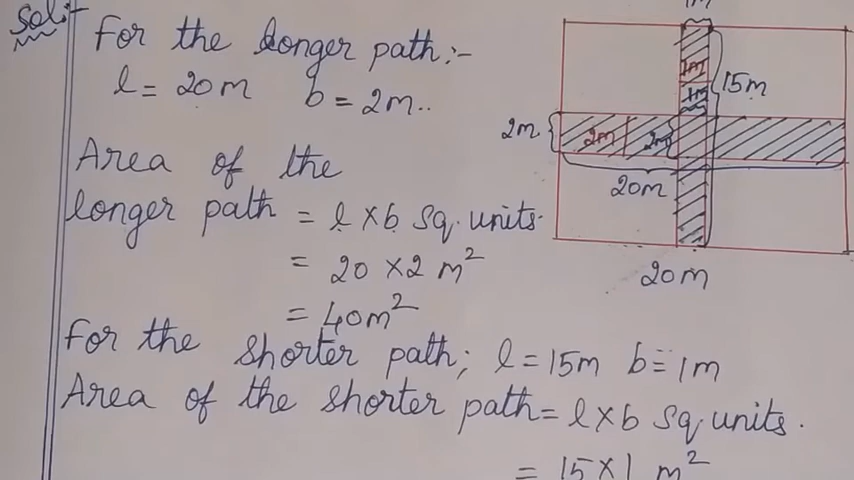 Sol:-
For the longer path:-
l = 20m b = 2m..
Area of the
longer path = l × b sq. units.
= 20 × 2 m²
= 40m²
For the shorter path; l = 15m b = 1m
Area of the shorter path = l × b sq units.
= 15 × 1 m²
1m
1m
1m
15m
2m
2m
2m
20m
20m